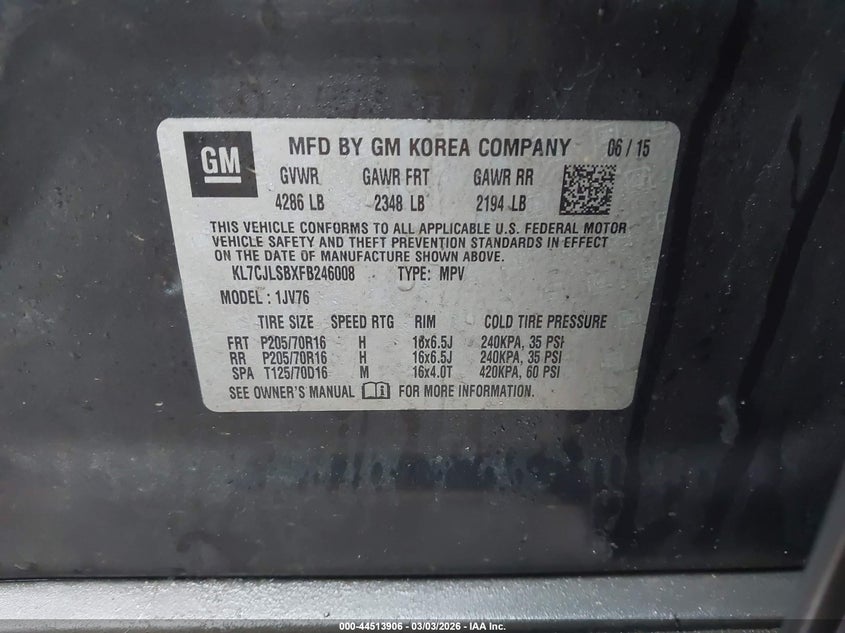 GM MFD BY GM KOREA COMPANY 06 / 15
GVWR GAWR FRT GAWR RR
4286 LB 2348 LB 2194 LB
THIS VEHICLE CONFORMS TO ALL APPLICABLE U.S. FEDERAL MOTOR
VEHICLE SAFETY AND THEFT PREVENTION STANDARDS IN EFFECT
ON THE DATE OF MANUFACTURE SHOWN ABOVE.
KL7CJLSBXFB246008 TYPE: MPV
MODEL : 1JV76
TIRE SIZE SPEED RTG RIM COLD TIRE PRESSURE
FRT P205/70R16 H 16x6.5J 240KPA, 35 PSI
RR P205/70R16 H 16x6.5J 240KPA, 35 PSI
SPA T125/70D16 M 16x4.0T 420KPA, 60 PSI
SEE OWNER'S MANUAL FOR MORE INFORMATION.
000-44513906 - 03/03/2026 - IAA Inc.